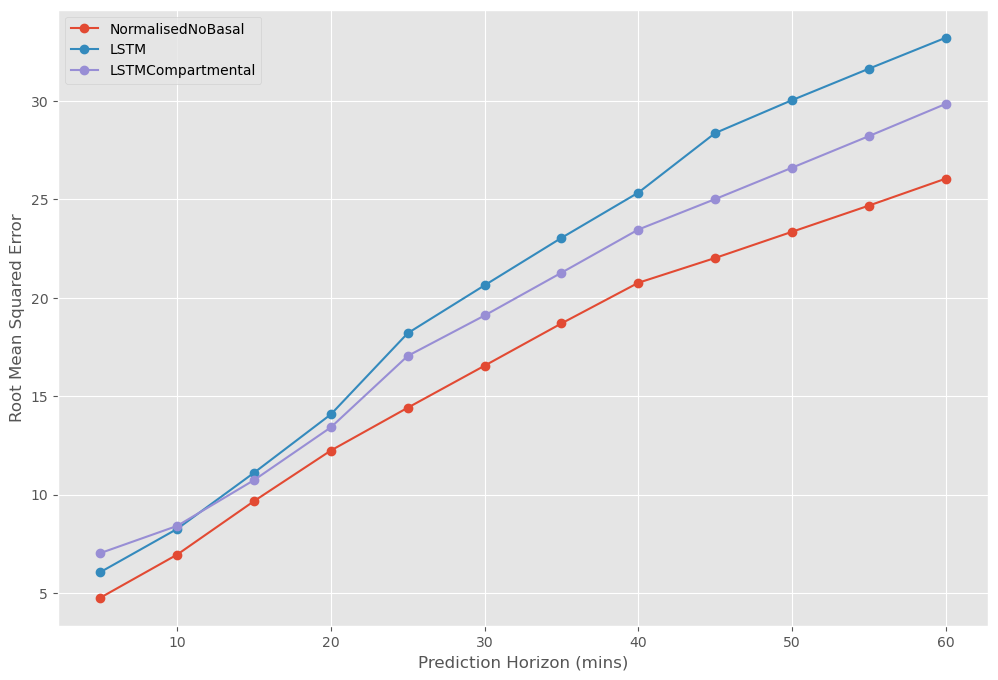 NormalisedNoBasal
LSTM
LSTMCompartmental
30
25
20
15
10
5
Root Mean Squared Error
10 20 30 40 50 60
Prediction Horizon (mins)